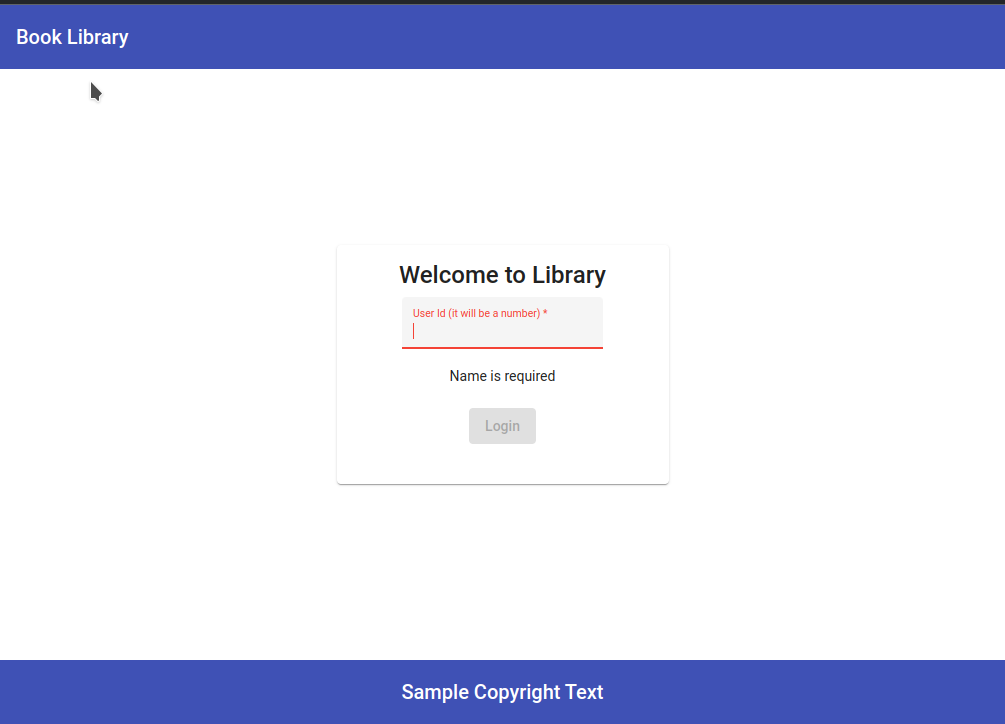 Book Library
Welcome to Library
User Id (it will be a number) *
Name is required
Login
Sample Copyright Text